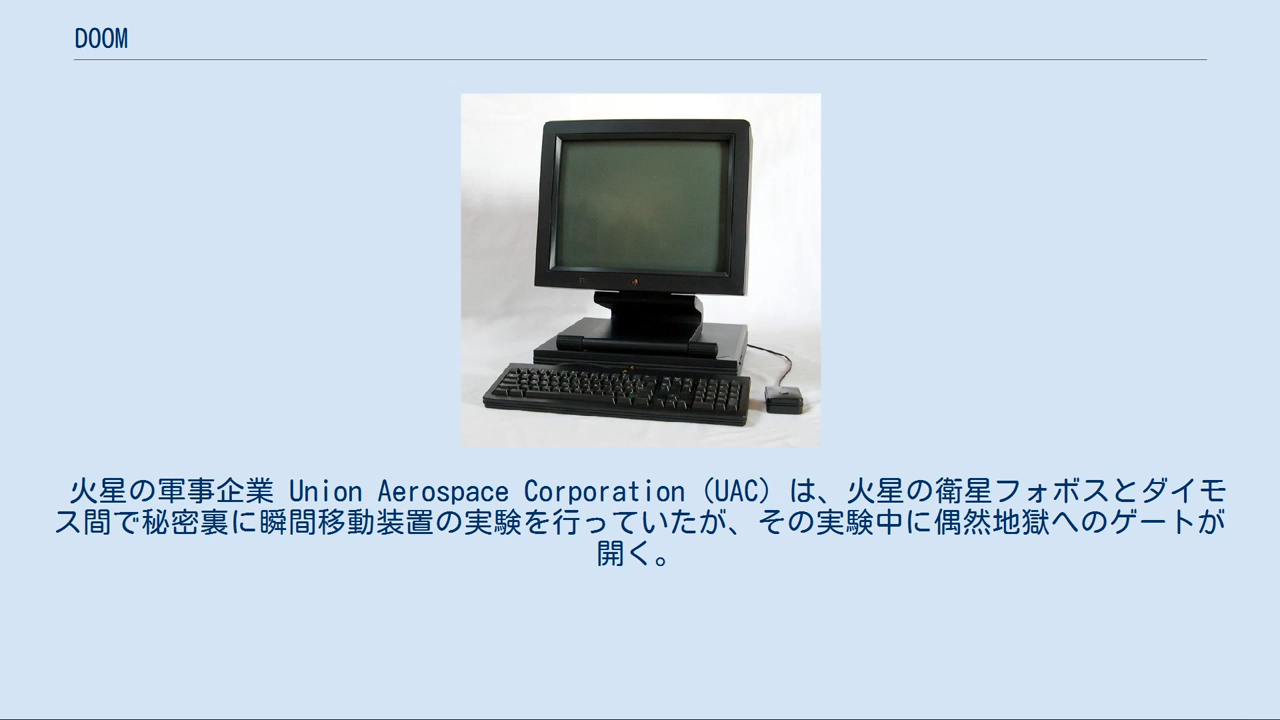 DOOM
火星の軍事企業 Union Aerospace Corporation（UAC）は、火星の衛星フォボスとダイモ
ス間で秘密裏に瞬間移動装置の実験を行っていたが、その実験中に偶然地獄へのゲートが
開く。